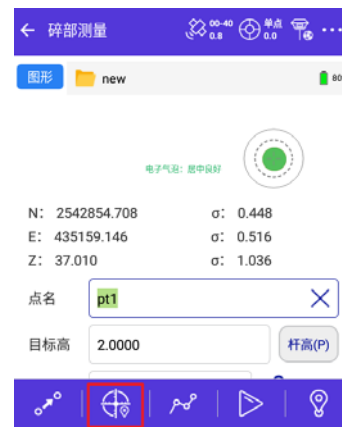 碎部测量 00-40 0.8 单点 0.0
图形 new 80
电子气泡：居中良好
N: 2542854.708 σ: 0.448
E: 435159.146 σ: 0.516
Z: 37.010 σ: 1.036
点名 pt1
目标高 2.0000 杆高(P)